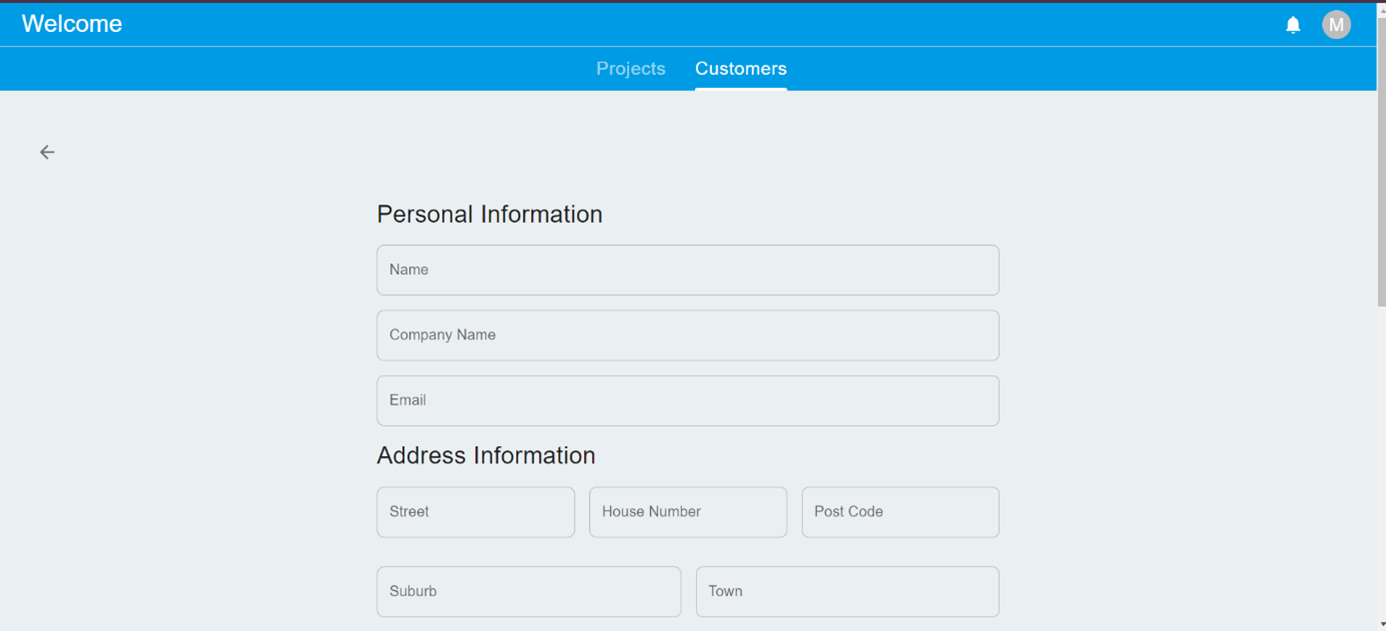 Welcome
M
Projects Customers
Personal Information
Name
Company Name
Email
Address Information
Street House Number Post Code
Suburb Town